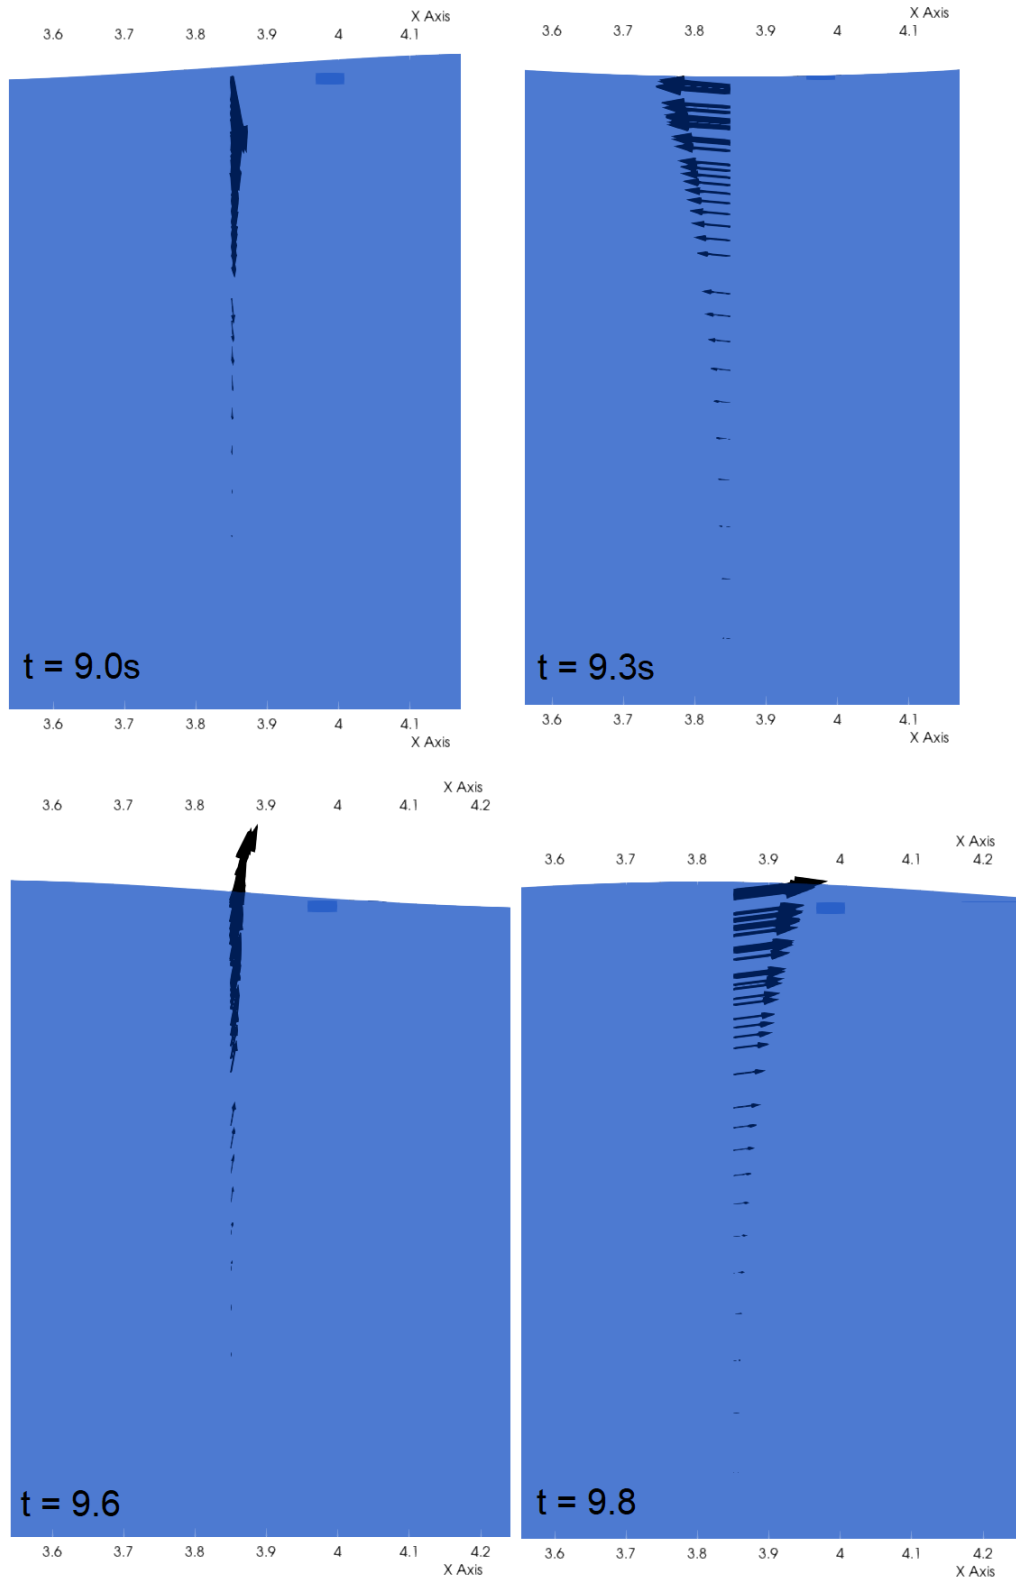 X Axis
3.6 3.7 3.8 3.9 4 4.1
t = 9.0s
3.6 3.7 3.8 3.9 4 4.1
X Axis
X Axis
3.6 3.7 3.8 3.9 4 4.1
t = 9.3s
3.6 3.7 3.8 3.9 4 4.1
X Axis
X Axis
3.6 3.7 3.8 3.9 4 4.1 4.2
t = 9.6
3.6 3.7 3.8 3.9 4 4.1 4.2
X Axis
X Axis
3.6 3.7 3.8 3.9 4 4.1 4.2
t = 9.8
3.6 3.7 3.8 3.9 4 4.1 4.2
X Axis